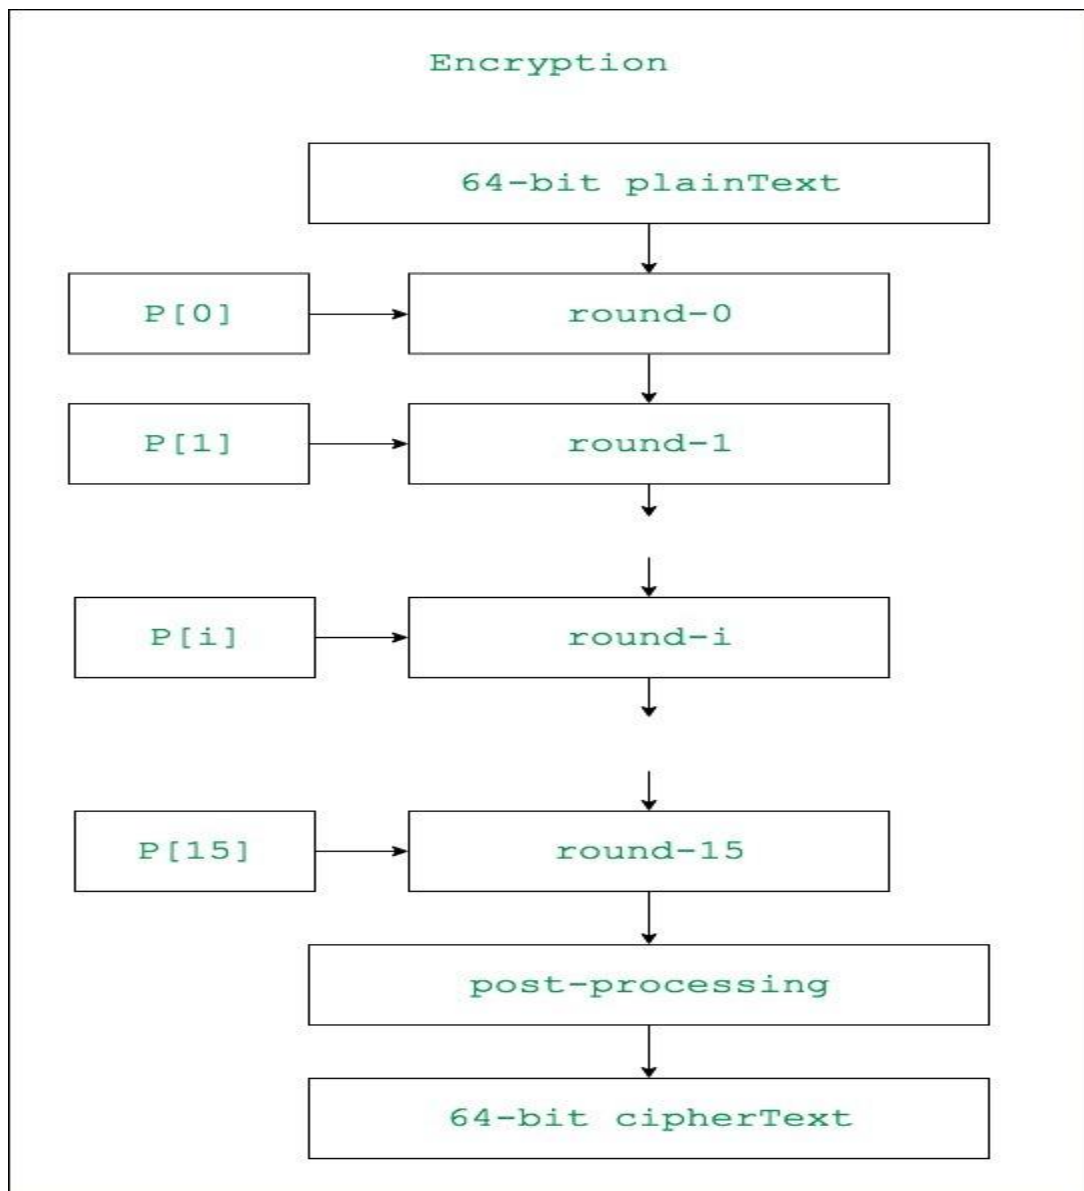 Encryption
64-bit plainText
P[0]
round-0
P[1]
round-1
P[i]
round-i
P[15]
round-15
post-processing
64-bit cipherText